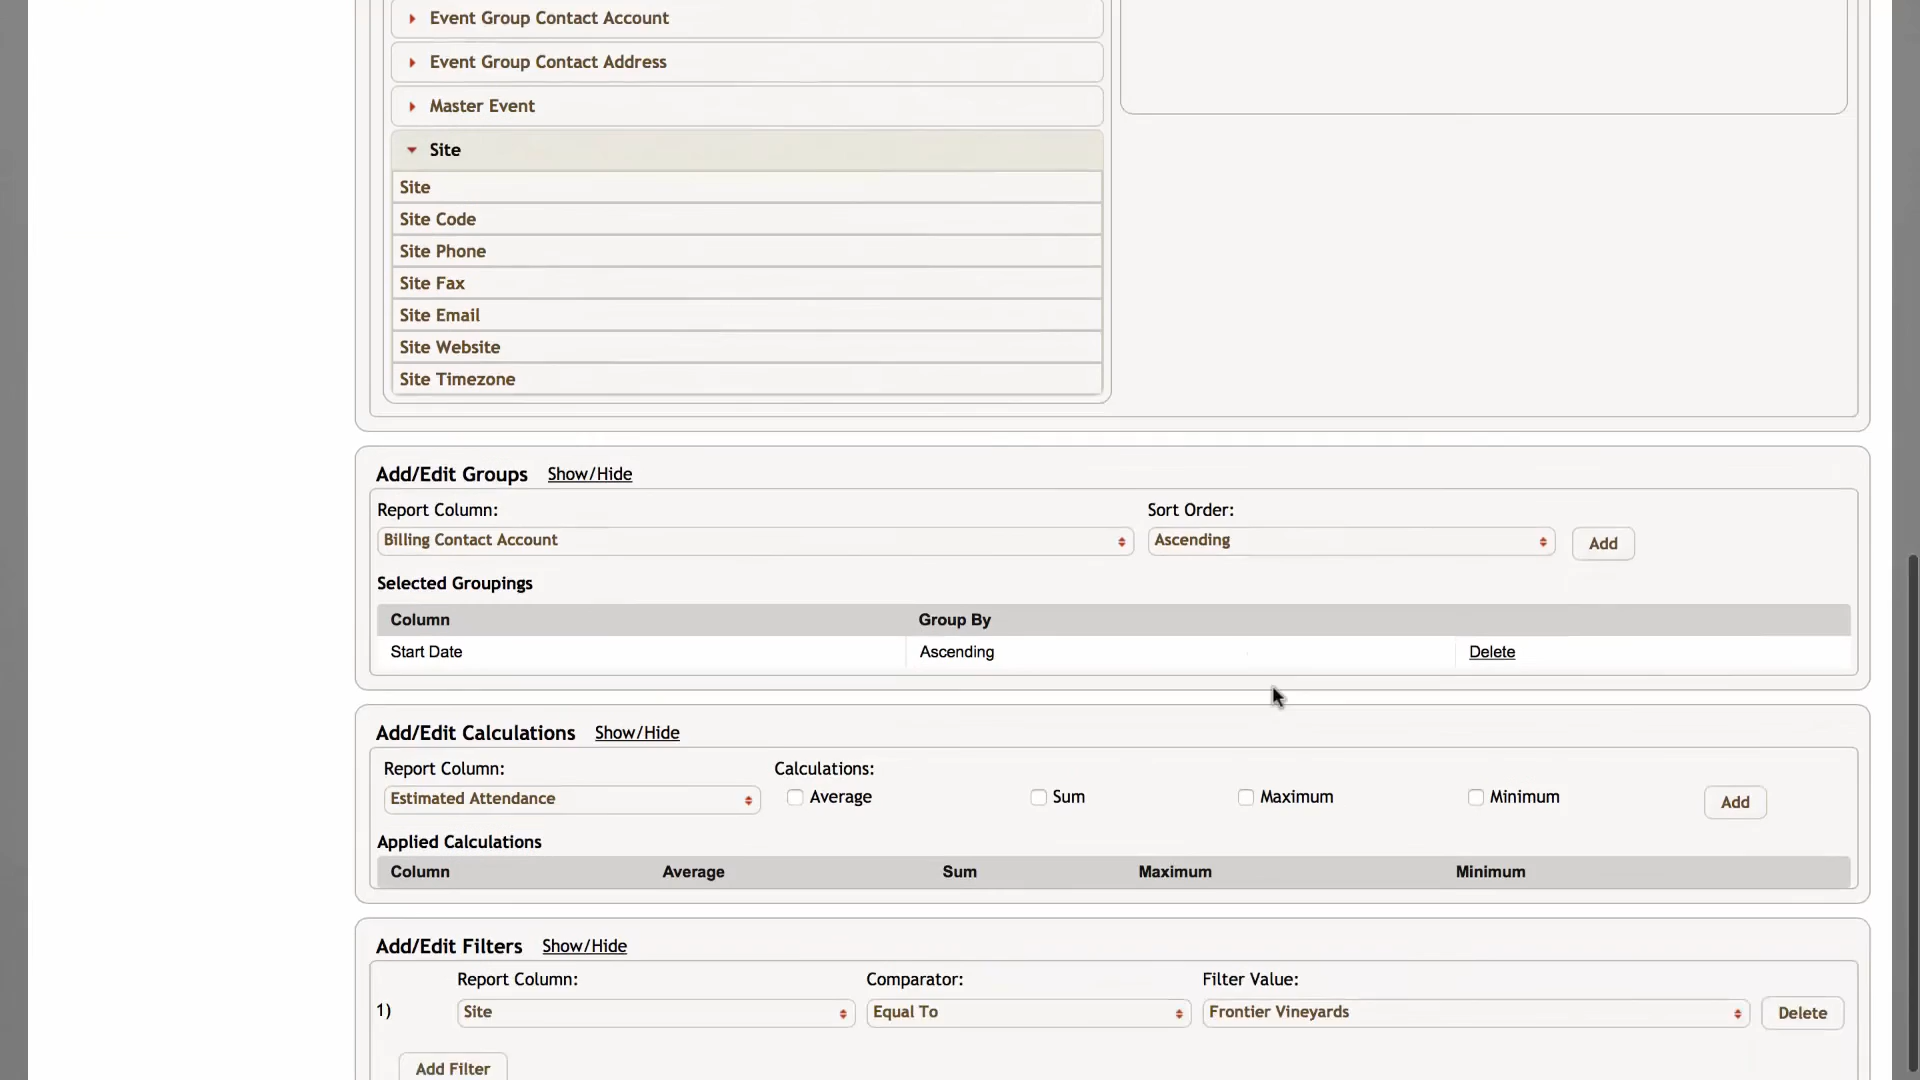 Event Group Contact Account
Event Group Contact Address
Master Event
Site
Site
Site Code
Site Phone
Site Fax
Site Email
Site Website
Site Timezone
Add/Edit Groups Show/Hide
Report Column: Sort Order:
Billing Contact Account Ascending Add
Selected Groupings
Column Group By
Start Date Ascending Delete
Add/Edit Calculations Show/Hide
Report Column: Calculations:
Estimated Attendance Average Sum Maximum Minimum Add
Applied Calculations
Column Average Sum Maximum Minimum
Add/Edit Filters Show/Hide
Report Column: Comparator: Filter Value:
1) Site Equal To Frontier Vineyards Delete
Add Filter